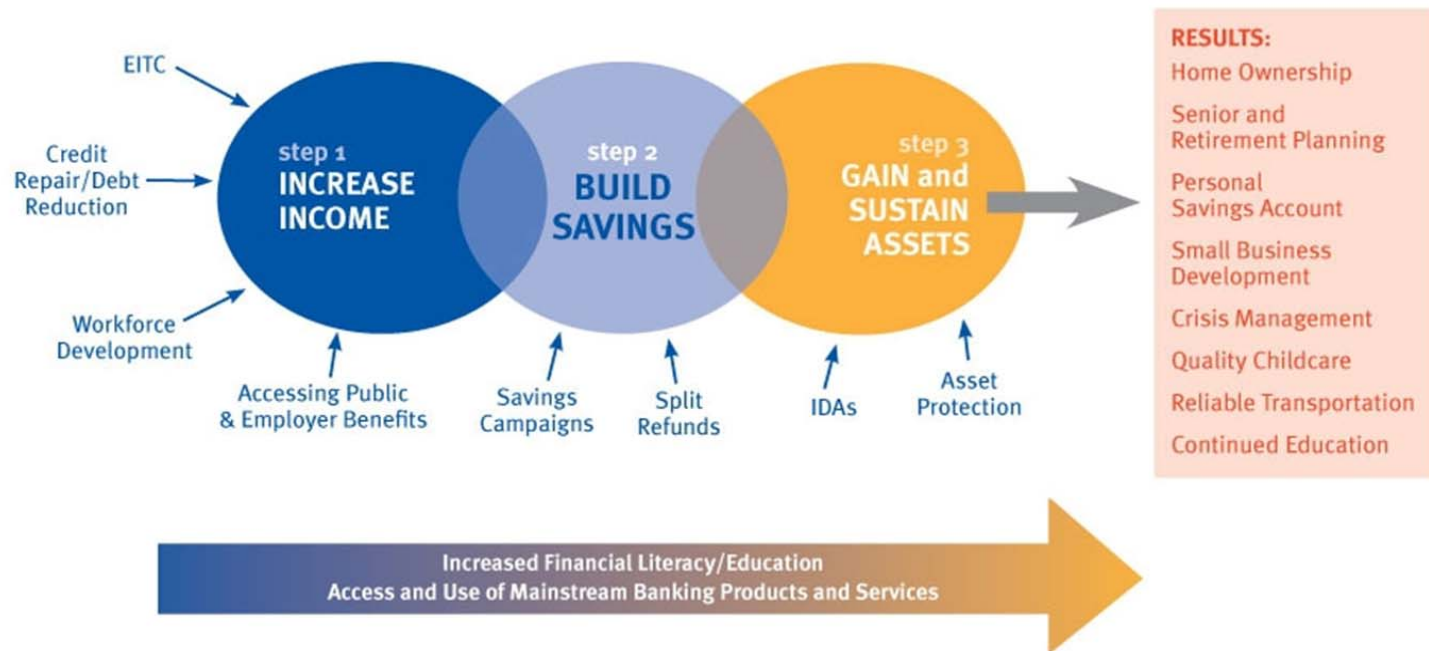 EITC
Credit
Repair/Debt
Reduction
Workforce
Development
Accessing Public
& Employer Benefits
step 1
INCREASE
INCOME
step 2
BUILD
SAVINGS
Savings
Campaigns
Split
Refunds
step 3
GAIN and
SUSTAIN
ASSETS
IDAs
Asset
Protection
RESULTS:
Home Ownership
Senior and
Retirement Planning
Personal
Savings Account
Small Business
Development
Crisis Management
Quality Childcare
Reliable Transportation
Continued Education
Increased Financial Literacy/Education
Access and Use of Mainstream Banking Products and Services